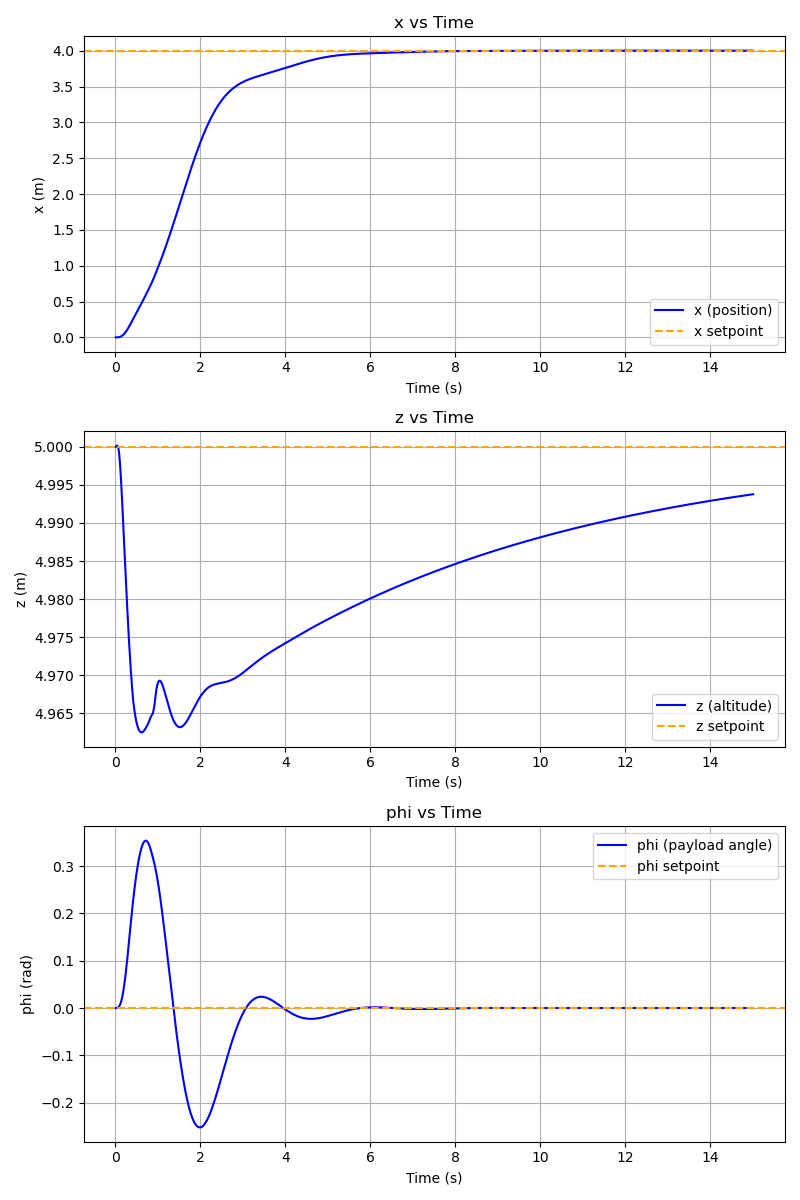 x vs Time
4.0
3.5
3.0
2.5
2.0
1.5
1.0
0.5
0.0
x (m)
x (position)
x setpoint
0 2 4 6 8 10 12 14
Time (s)
z vs Time
5.000
4.995
4.990
4.985
4.980
4.975
4.970
4.965
z (m)
z (altitude)
z setpoint
0 2 4 6 8 10 12 14
Time (s)
phi vs Time
0.3
0.2
0.1
0.0
−0.1
−0.2
phi (rad)
phi (payload angle)
phi setpoint
0 2 4 6 8 10 12 14
Time (s)